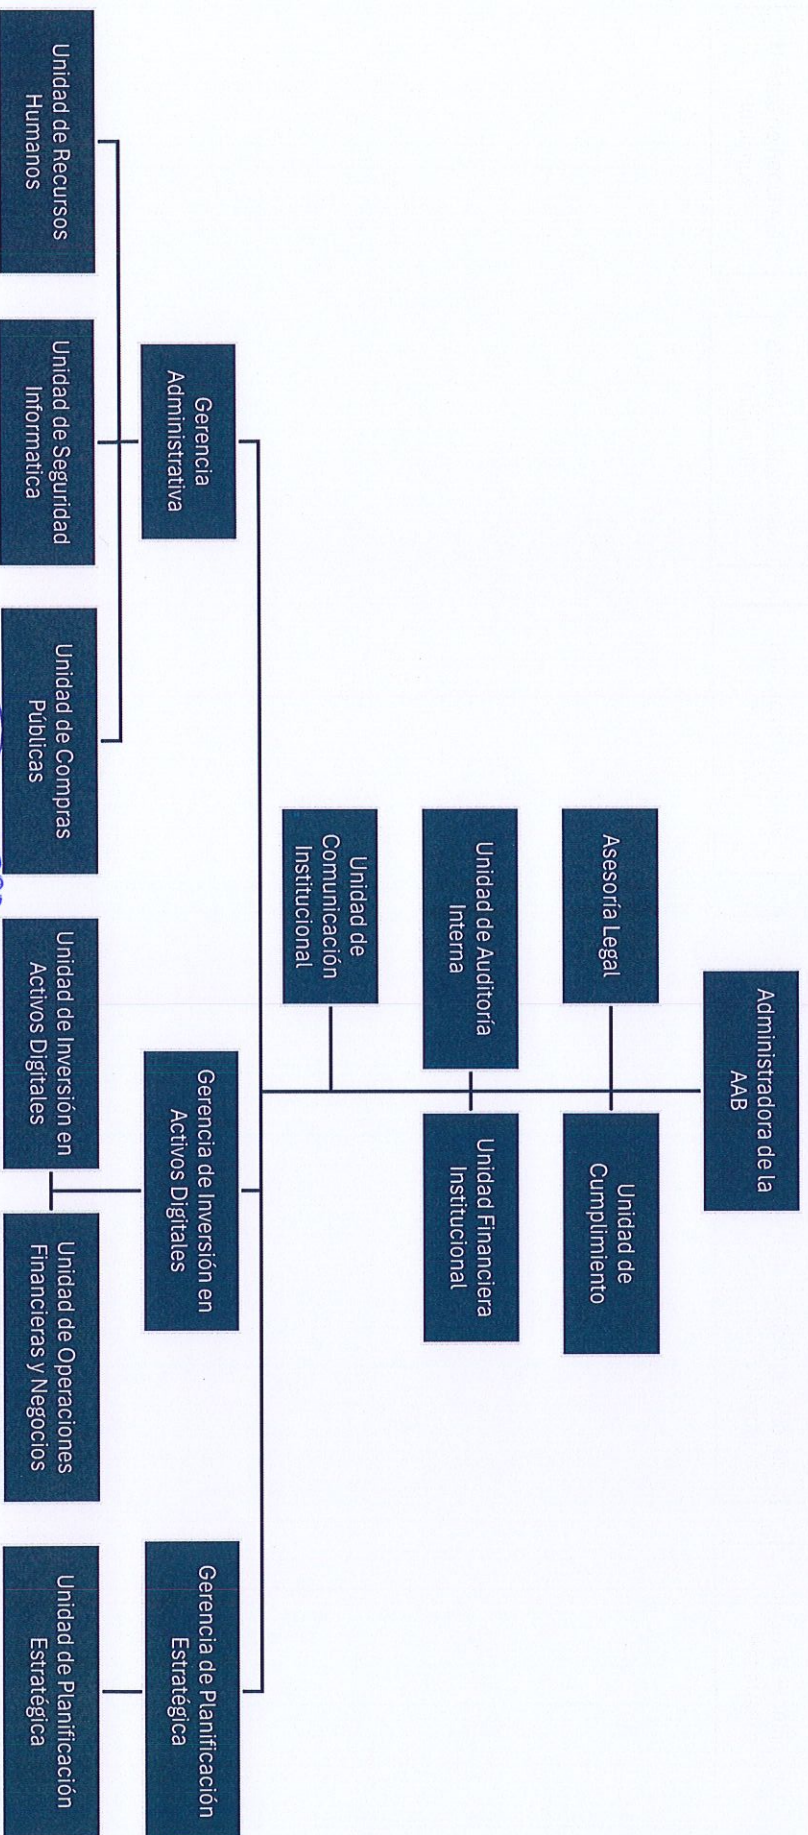 Administradora de la
AAB
Asesoría Legal
Unidad de
Cumplimiento
Unidad de Auditoría
Interna
Unidad Financiera
Institucional
Unidad de
Comunicación
Institucional
Gerencia
Administrativa
Gerencia de Inversión en
Activos Digitales
Gerencia de Planificación
Estratégica
Unidad de Recursos
Humanos
Unidad de Seguridad
Informatica
Unidad de Compras
Públicas
Unidad de Inversión en
Activos Digitales
Unidad de Operaciones
Financieras y Negocios
Unidad de Planificación
Estratégica